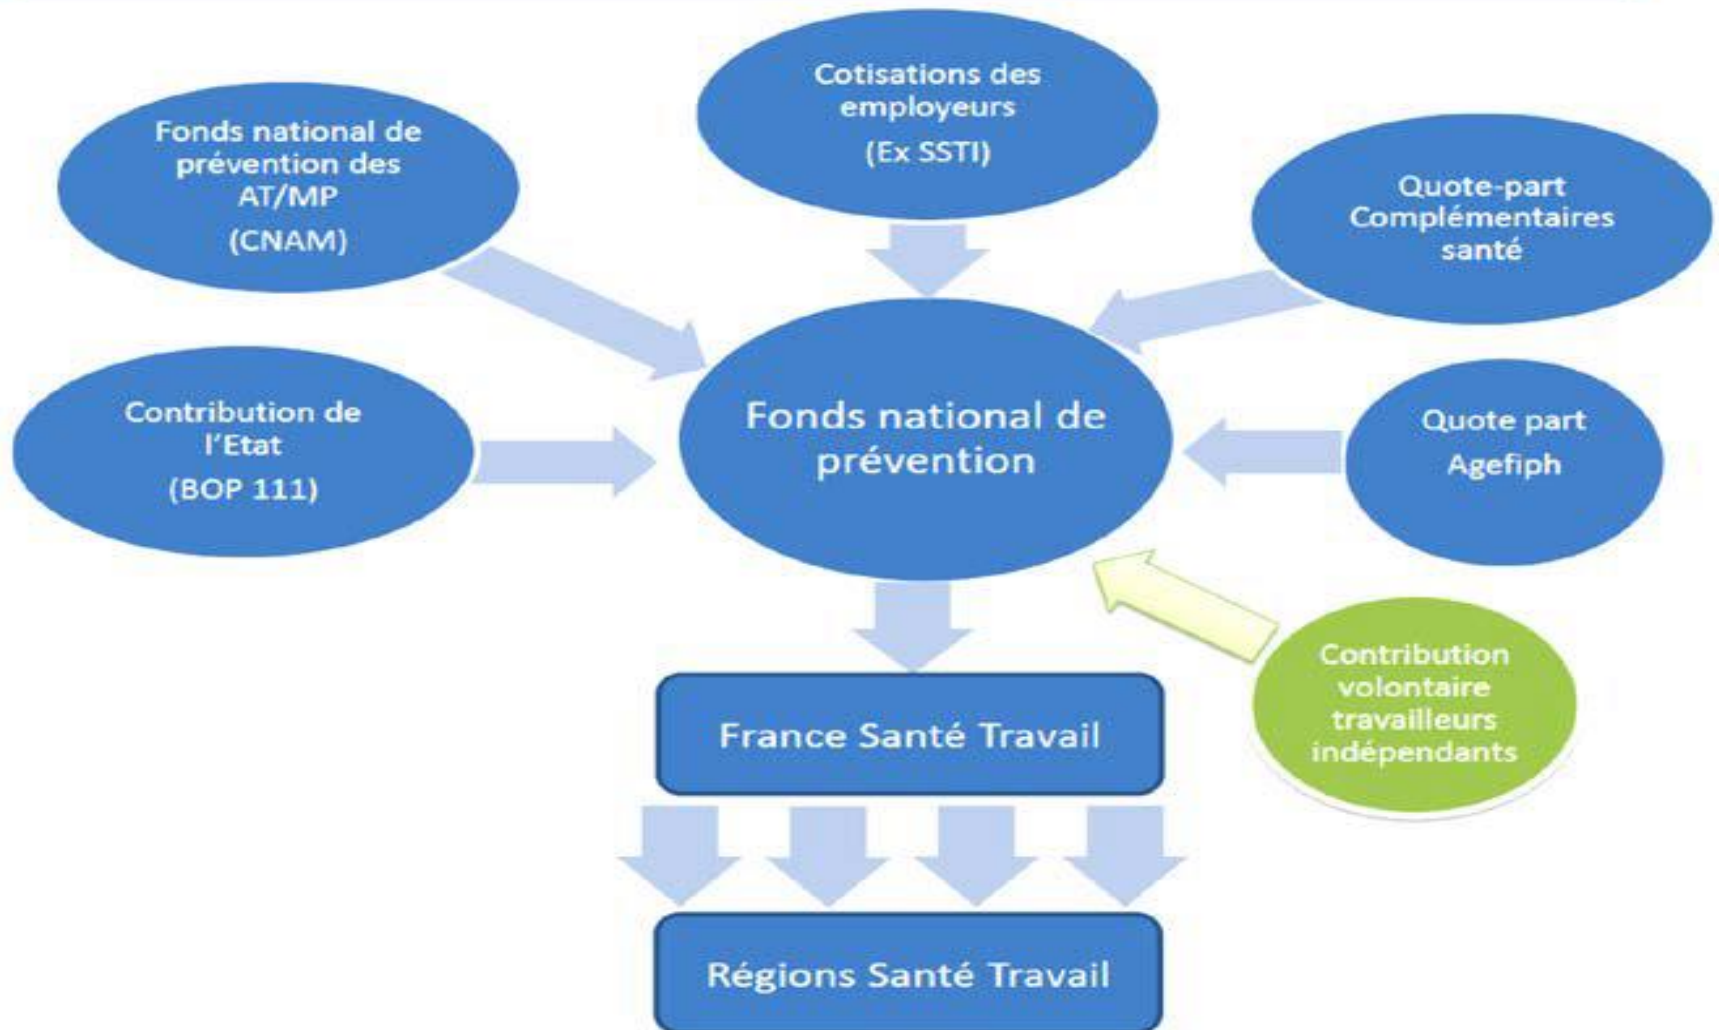 Cotisations des
employeurs
(Ex SSTI)
Fonds national de
prévention des
AT/MP
(CNAM)
Quote-part
Complémentaires
santé
Contribution de
l'Etat
(BOP 111)
Fonds national de
prévention
Quote part
Agefiph
Contribution
volontaire
travailleurs
indépendants
France Santé Travail
Régions Santé Travail